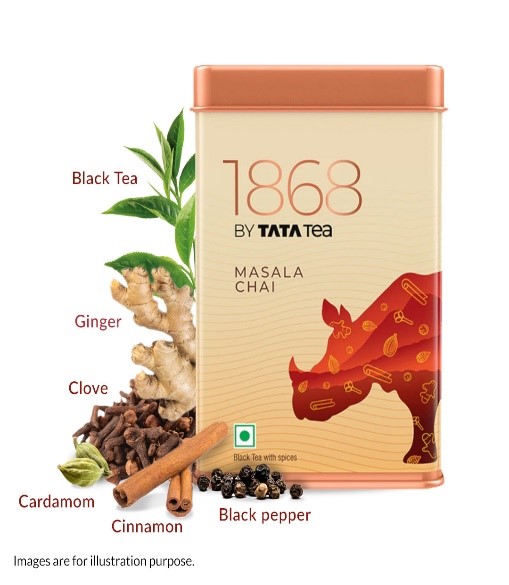 Black Tea
1868
BY TATA Tea
MASALA
CHAI
Ginger
Clove
Black Tea with spices
Cardamom
Cinnamon
Black pepper
Images are for illustration purpose.